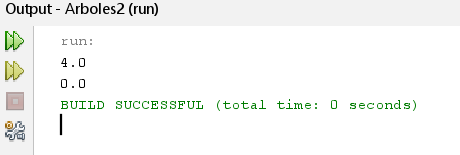 Output - Arboles2 (run)
run:
4.0
0.0
BUILD SUCCESSFUL (total time: 0 seconds)